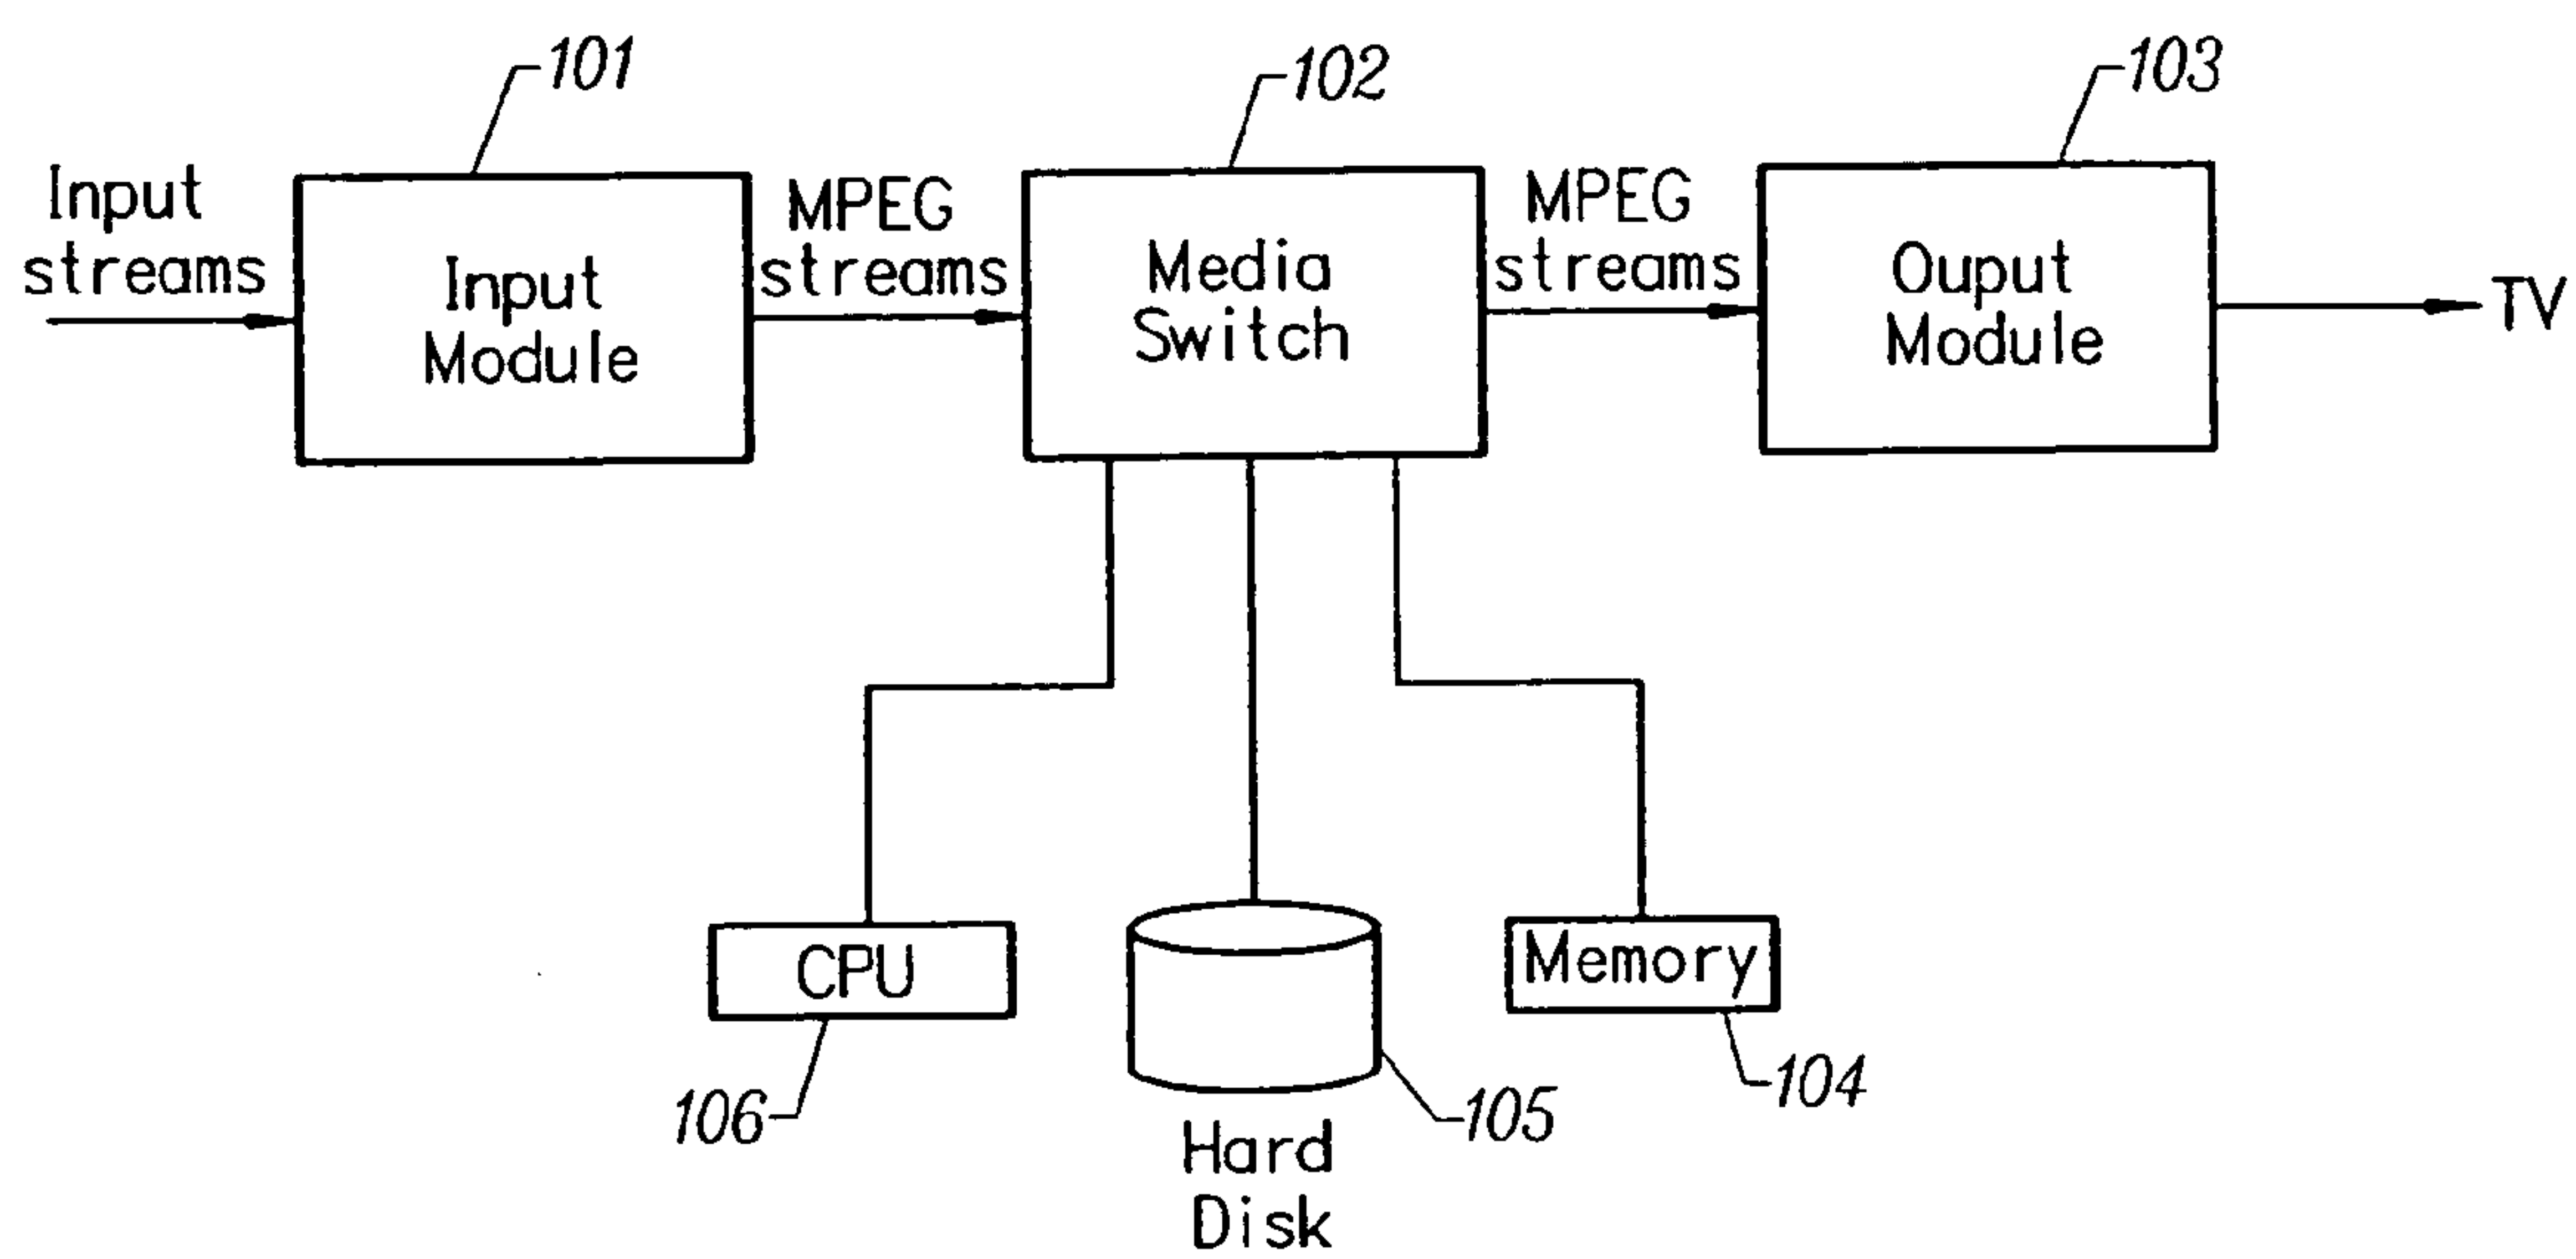 101
102
103
Input
streams
Input
Module
MPEG
streams
Media
Switch
MPEG
streams
Ouput
Module
TV
CPU
Memory
106
105
104
Hard
Disk